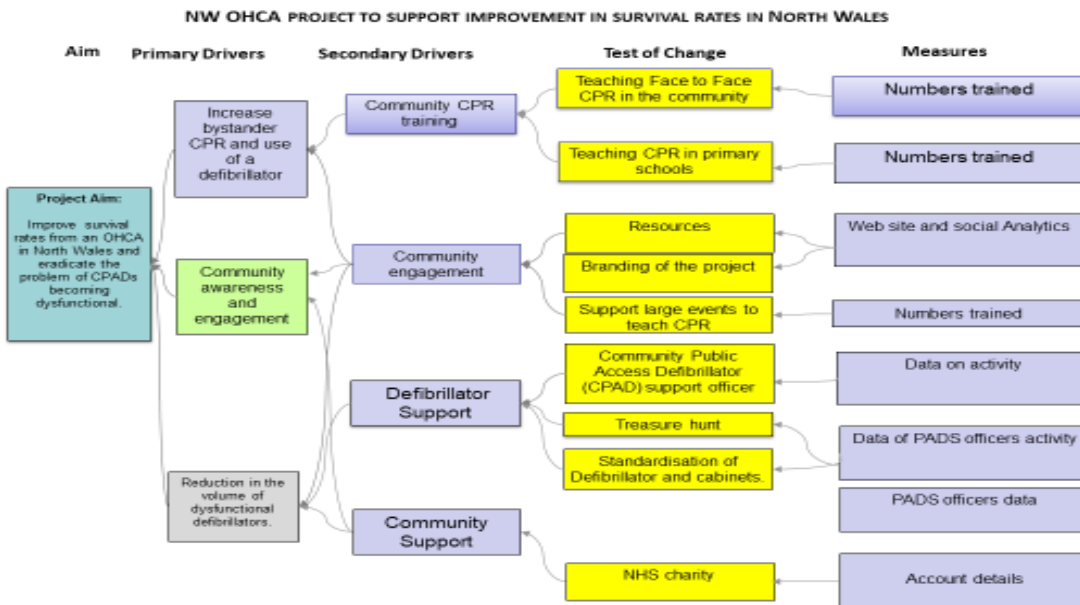 NW OHCA PROJECT TO SUPPORT IMPROVEMENT IN SURVIVAL RATES IN NORTH WALES
Aim
Primary Drivers
Secondary Drivers
Test of Change
Measures
Project Aim:
Improve survival
rates from an OHCA
in North Wales and
eradicate the
problem of CPADs
becoming
dysfunctional.
Increase
bystander
CPR and use
of a
defibrillator
Community
awareness
and
engagement
Reduction in the
volume of
dysfunctional
defibrillators.
Community CPR
training
Community
engagement
Defibrillator
Support
Community
Support
Teaching Face to Face
CPR in the community
Teaching CPR in primary
schools
Resources
Branding of the project
Support large events to
teach CPR
Community Public
Access Defibrillator
(CPAD) support officer
Treasure hunt
Standardisation of
Defibrillator and cabinets.
NHS charity
Numbers trained
Numbers trained
Web site and social Analytics
Numbers trained
Data on activity
Data of PADS officers activity
PADS officers data
Account details